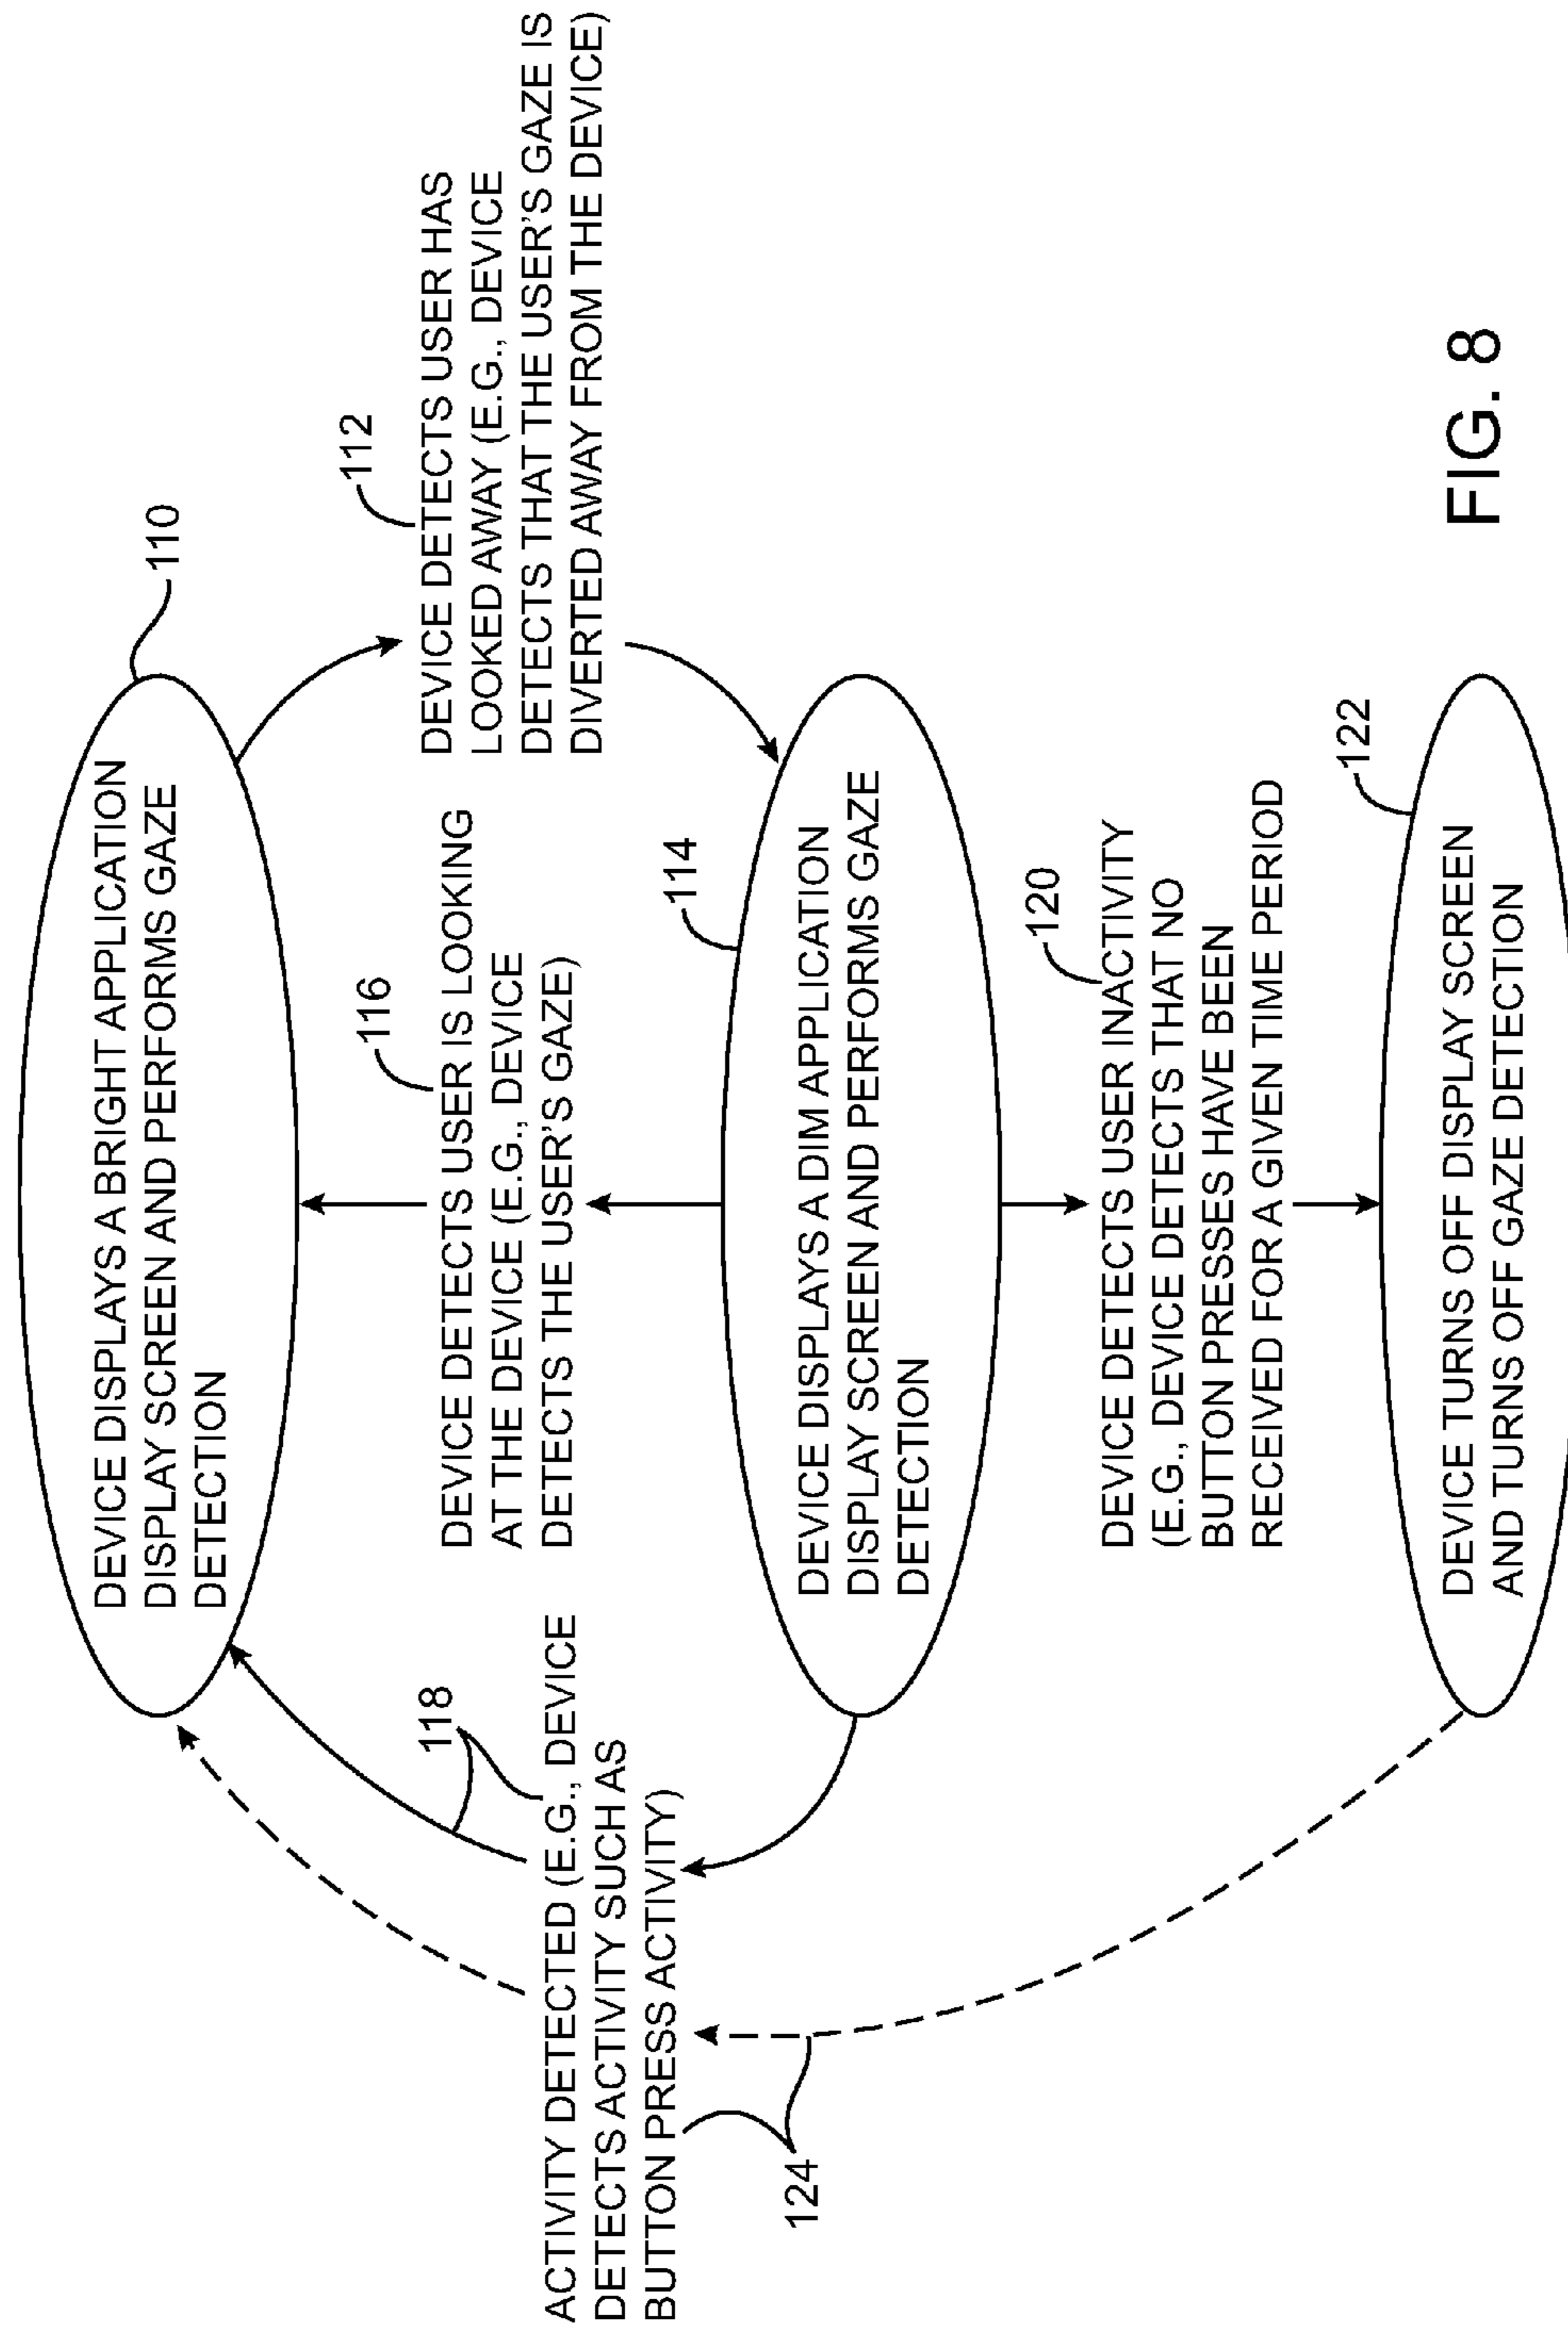 DEVICE DISPLAYS A BRIGHT APPLICATION
DISPLAY SCREEN AND PERFORMS GAZE
DETECTION
110
112
DEVICE DETECTS USER HAS
LOOKED AWAY (E.G., DEVICE
DETECTS THAT THE USER'S GAZE IS
DIVERTED AWAY FROM THE DEVICE)
116
DEVICE DETECTS USER IS LOOKING
AT THE DEVICE (E.G., DEVICE
DETECTS THE USER'S GAZE)
118
ACTIVITY DETECTED (E.G., DEVICE
DETECTS ACTIVITY SUCH AS
BUTTON PRESS ACTIVITY)
124
114
DEVICE DISPLAYS A DIM APPLICATION
DISPLAY SCREEN AND PERFORMS GAZE
DETECTION
120
DEVICE DETECTS USER INACTIVITY
(E.G., DEVICE DETECTS THAT NO
BUTTON PRESSES HAVE BEEN
RECEIVED FOR A GIVEN TIME PERIOD
122
DEVICE TURNS OFF DISPLAY SCREEN
AND TURNS OFF GAZE DETECTION
FIG. 8